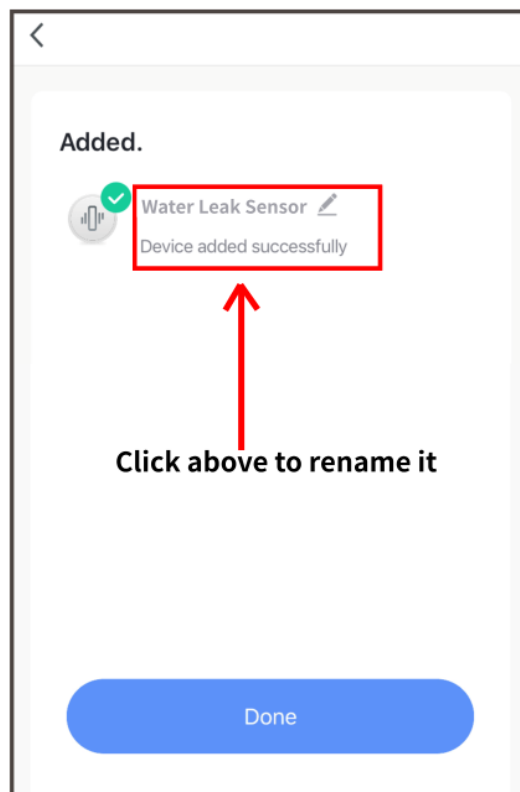 Added.
Water Leak Sensor
Device added successfully
Click above to rename it
Done